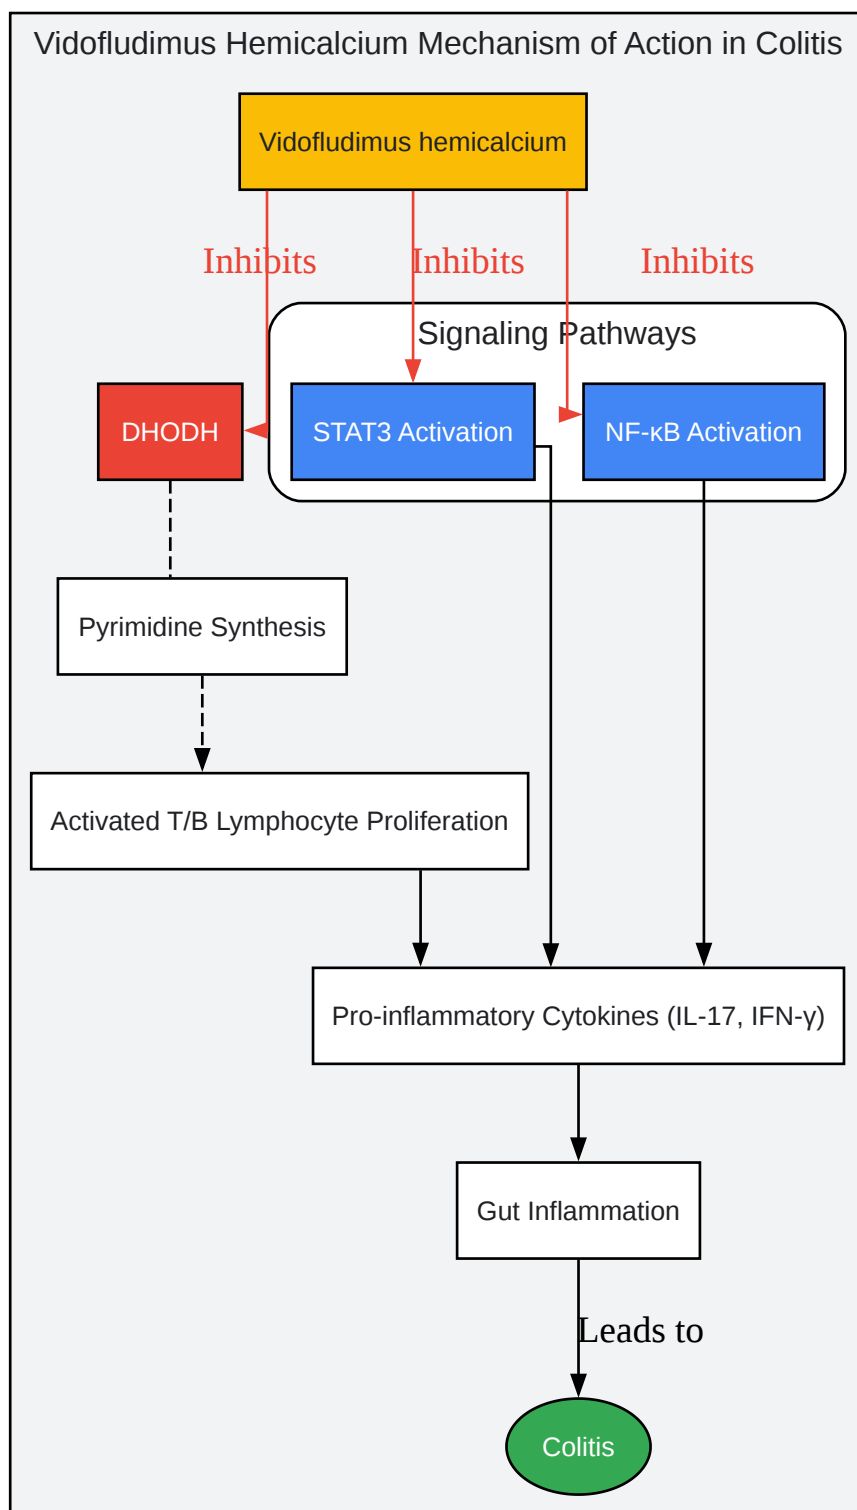 Vidofludimus Hemicalcium Mechanism of Action in Colitis
Vidofludimus hemicalcium
Inhibits
Inhibits
Inhibits
Signaling Pathways
DHODH
STAT3 Activation
NF-κB Activation
Pyrimidine Synthesis
Activated T/B Lymphocyte Proliferation
Pro-inflammatory Cytokines (IL-17, IFN-γ)
Gut Inflammation
Leads to
Colitis